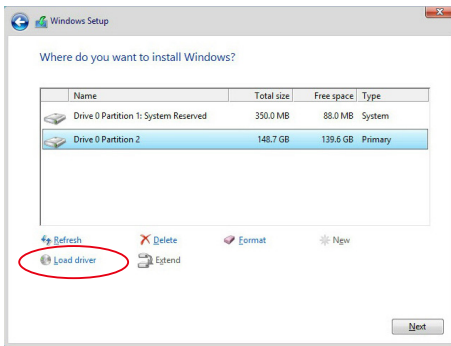 Windows Setup
Where do you want to install Windows?
Name Total size Free space Type
Drive 0 Partition 1: System Reserved 350.0 MB 88.0 MB System
Drive 0 Partition 2 148.7 GB 139.6 GB Primary
Refresh Delete Format New
Load driver Extend
Next